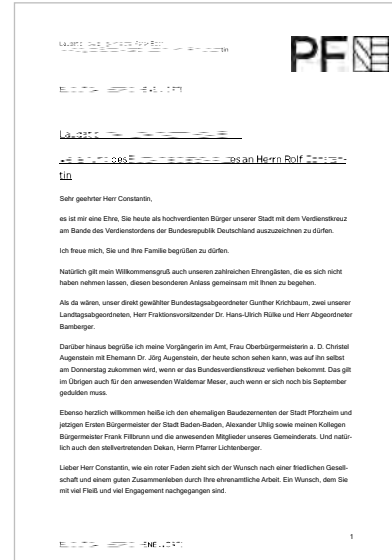 PF
an Herrn Rolf
tin
Sehr geehrter Herr Constantin,
es ist mir eine Ehre, Sie heute als hochverdienten Bürger unserer Stadt mit dem Verdienstkreuz
am Bande des Verdienstordens der Bundesrepublik Deutschland auszuzeichnen zu dürfen.
Ich freue mich, Sie und Ihre Familie begrüßen zu dürfen.
Natürlich gilt mein Willkommensgruß auch unseren zahlreichen Ehrengästen, die es sich nicht
haben nehmen lassen, diesen besonderen Anlass gemeinsam mit Ihnen zu begehen.
Als da wären, unser direkt gewählter Bundestagsabgeordneter Gunther Krichbaum, zwei unserer
Landtagsabgeordneten, Herr Fraktionsvorsitzender Dr. Hans-Ulrich Rülke und Herr Abgeordneter
Bamberger.
Darüber hinaus begrüße ich meine Vorgängerin im Amt, Frau Oberbürgermeisterin a. D. Christel
Augenstein mit Ehemann Dr. Jörg Augenstein, der heute schon sehen kann, was auf ihn selbst
am Donnerstag zukommen wird, wenn er das Bundesverdienstkreuz verliehen bekommt. Das gilt
im Übrigen auch für den anwesenden Waldemar Meser, auch wenn er sich noch bis September
gedulden muss.
Ebenso herzlich willkommen heiße ich den ehemaligen Baudezernenten der Stadt Pforzheim und
jetzigen Ersten Bürgermeister der Stadt Baden-Baden, Alexander Uhlig sowie meinen Kollegen
Bürgermeister Frank Fillbrunn und die anwesenden Mitglieder unseres Gemeinderats. Und natür-
lich auch den stellvertretenden Dekan, Herrn Pfarrer Lichtenberger.
Lieber Herr Constantin, wie ein roter Faden zieht sich der Wunsch nach einer friedlichen Gesell-
schaft und einem guten Zusammenleben durch Ihre ehrenamtliche Arbeit. Ein Wunsch, dem Sie
mit viel Fleiß und viel Engagement nachgegangen sind.
1